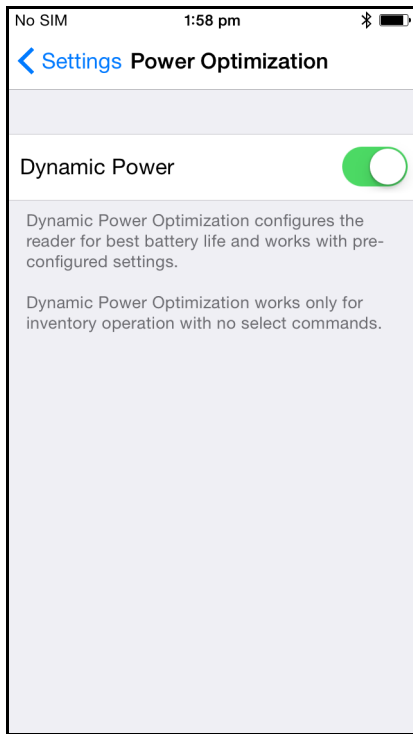 No SIM 1:58 pm
Settings Power Optimization
Dynamic Power
Dynamic Power Optimization configures the
reader for best battery life and works with pre-
configured settings.
Dynamic Power Optimization works only for
inventory operation with no select commands.